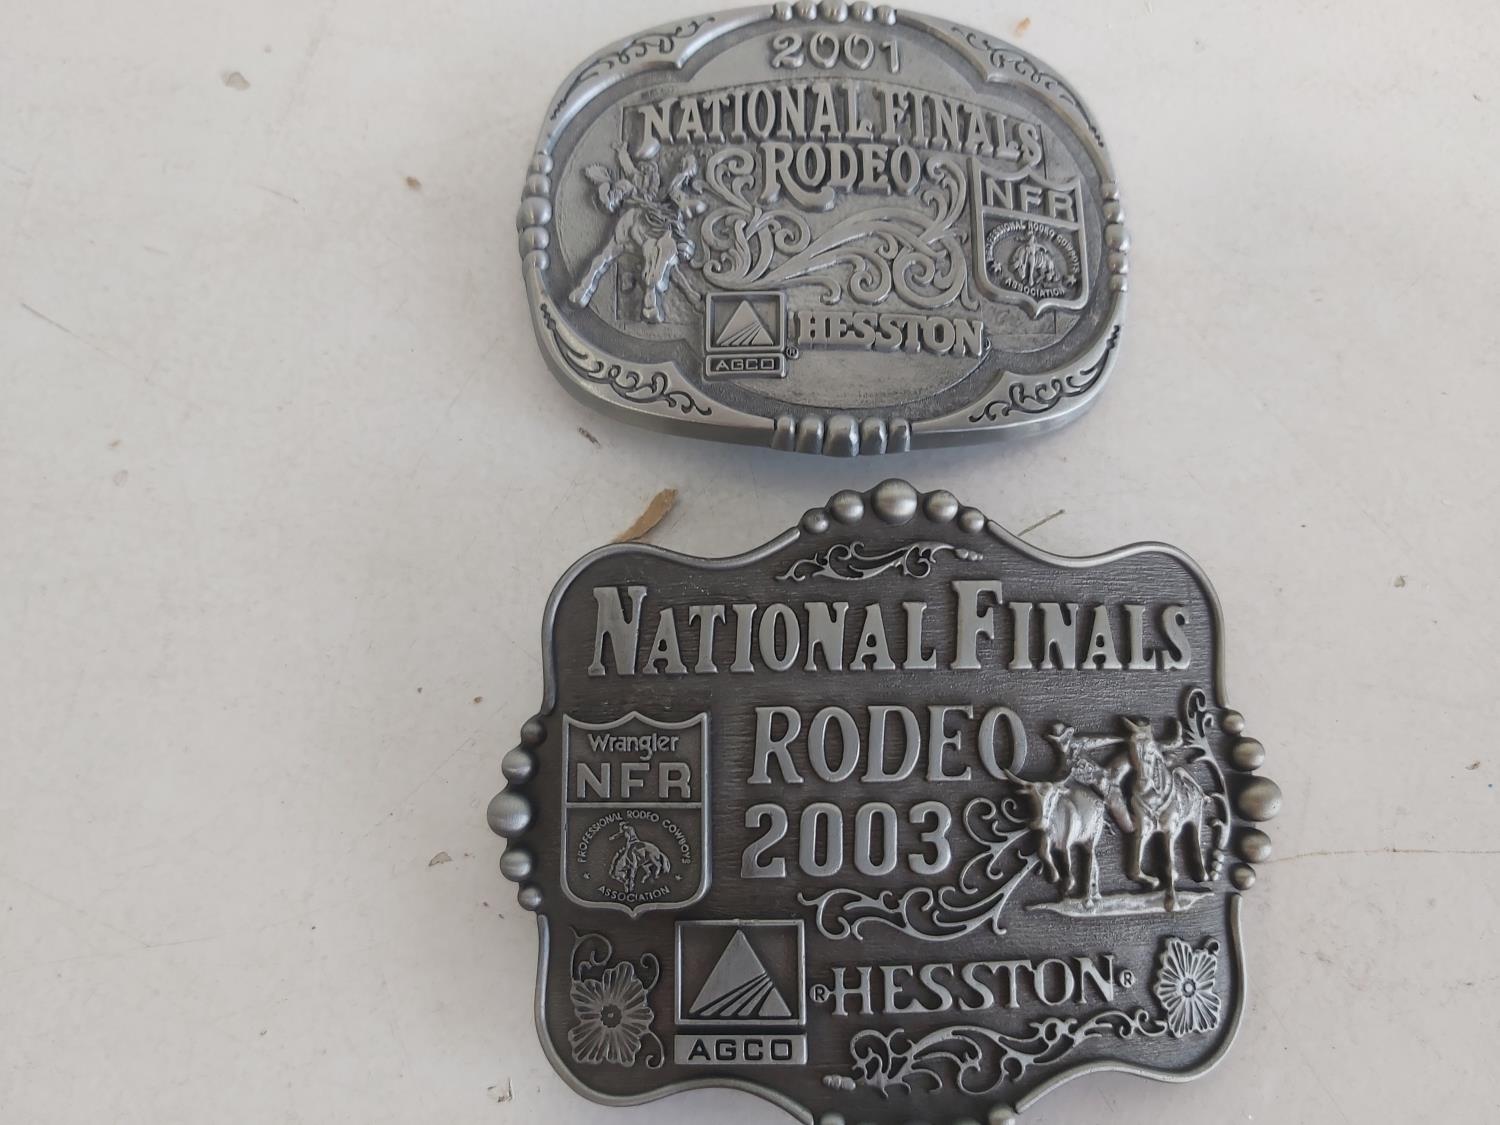 2001
NATIONAL FINALS
RODEO
NFR
PROFESSIONAL RODEO COWBOYS
ASSOCIATION
HESSTON
AGCO ®
NATIONAL FINALS
RODEO
2003
Wrangler
NFR
PROFESSIONAL RODEO COWBOYS
ASSOCIATION
® HESSTON ®
AGCO